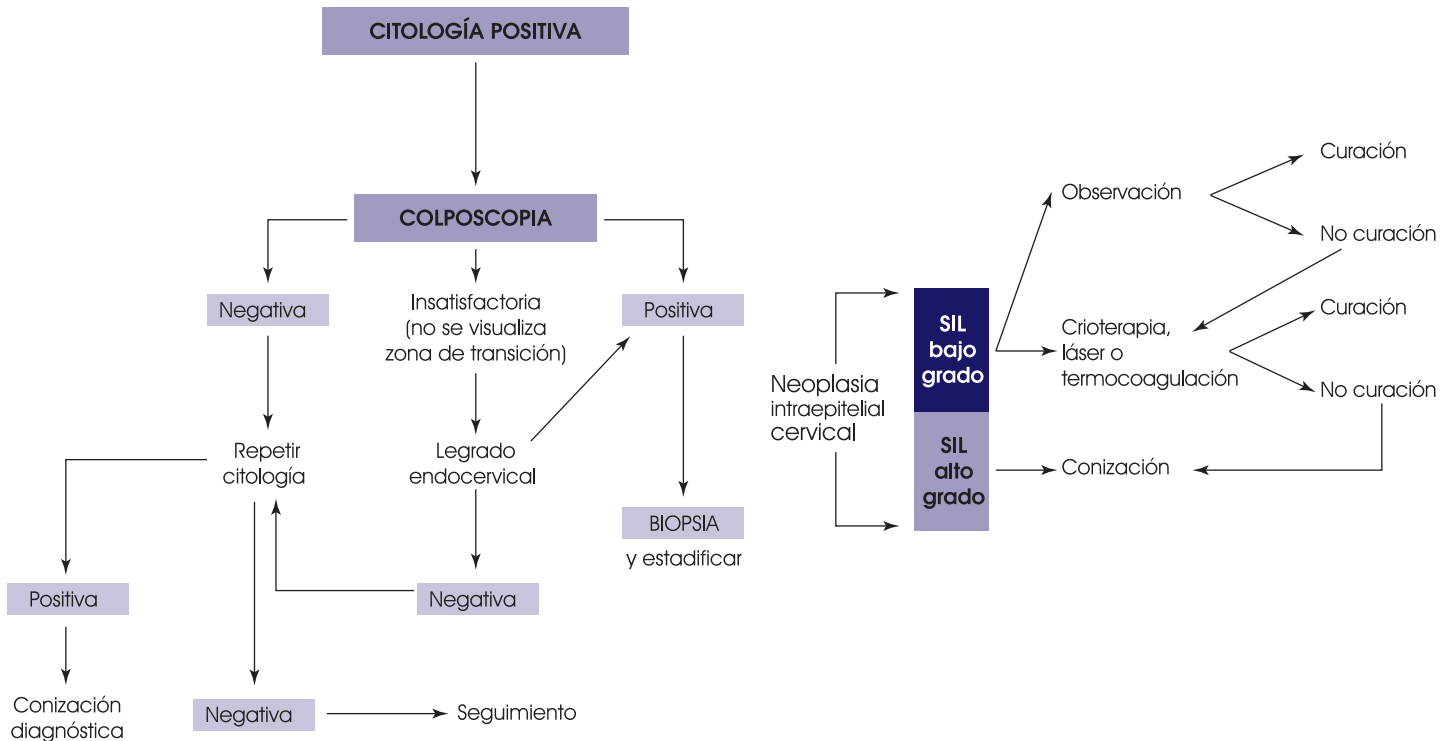 CITOLOGÍA POSITIVA
COLPOSCOPIA
Negativa
Insatisfactoria
(no se visualiza
zona de transición)
Positiva
Repetir
citología
Legrado
endocervical
BIOPSIA
y estadificar
Positiva
Negativa
Conización
diagnóstica
Negativa
Seguimiento
Neoplasia
intraepitelial
cervical
SIL
bajo
grado
SIL
alto
grado
Observación
Curación
No curación
Crioterapia,
láser o
termocoagulación
Curación
No curación
Conización